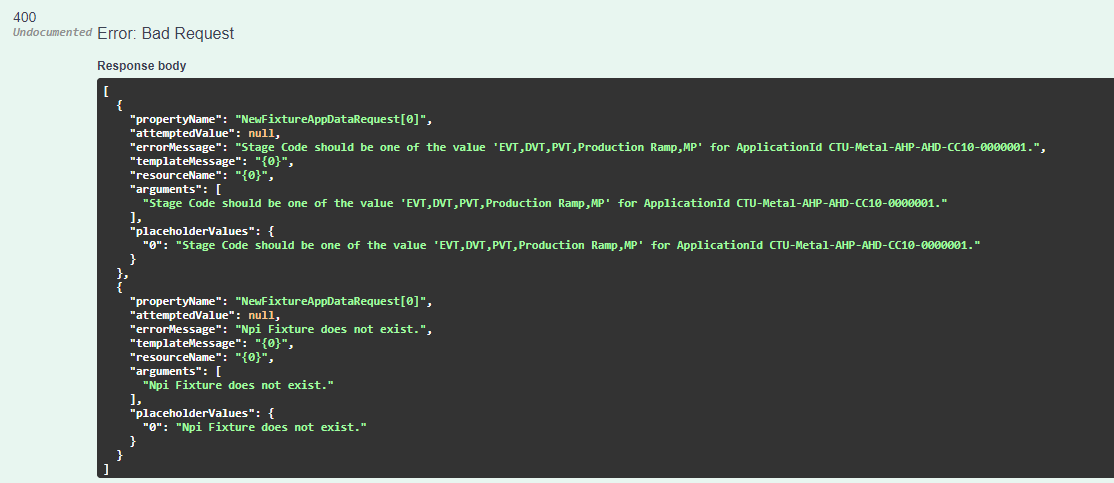 400
Undocumented Error: Bad Request
Response body
[
  {
    "propertyName": "NewFixtureAppDataRequest[0]",
    "attemptedValue": null,
    "errorMessage": "Stage Code should be one of the value 'EVT,DVT,PVT,Production Ramp,MP' for ApplicationId CTU-Metal-AHP-AHD-CC10-0000001.",
    "templateMessage": "{0}",
    "resourceName": "{0}",
    "arguments": [
      "Stage Code should be one of the value 'EVT,DVT,PVT,Production Ramp,MP' for ApplicationId CTU-Metal-AHP-AHD-CC10-0000001."
    ],
    "placeholderValues": {
      "0": "Stage Code should be one of the value 'EVT,DVT,PVT,Production Ramp,MP' for ApplicationId CTU-Metal-AHP-AHD-CC10-0000001."
    }
  },
  {
    "propertyName": "NewFixtureAppDataRequest[0]",
    "attemptedValue": null,
    "errorMessage": "Npi Fixture does not exist.",
    "templateMessage": "{0}",
    "resourceName": "{0}",
    "arguments": [
      "Npi Fixture does not exist."
    ],
    "placeholderValues": {
      "0": "Npi Fixture does not exist."
    }
  }
]